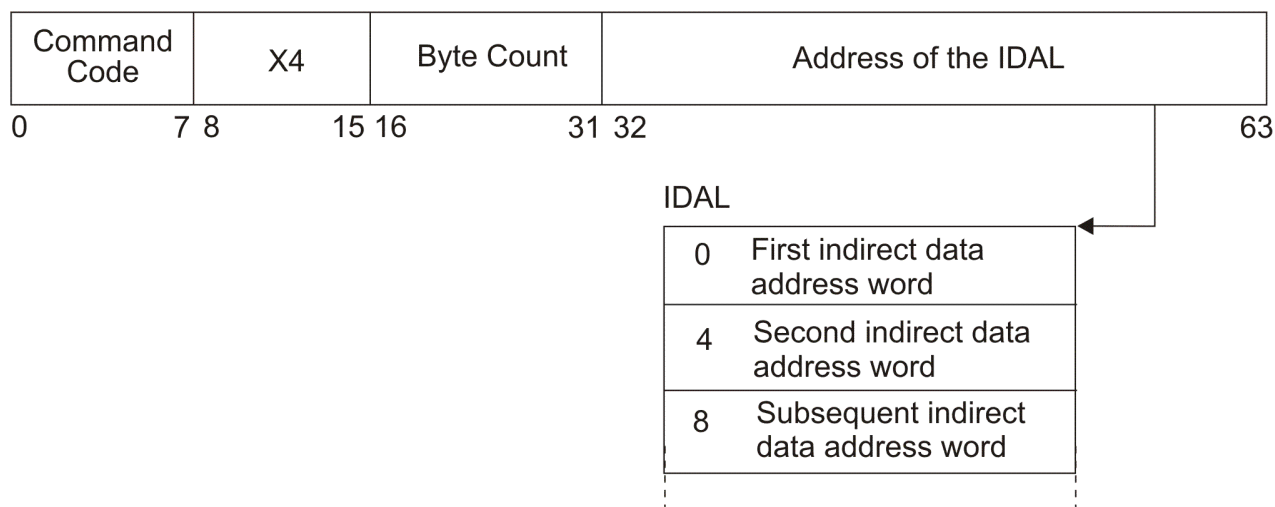 Command
Code
X4
Byte Count
Address of the IDAL
0 7 8 15 16 31 32 63
IDAL
0 First indirect data
address word
4 Second indirect data
address word
8 Subsequent indirect
data address word